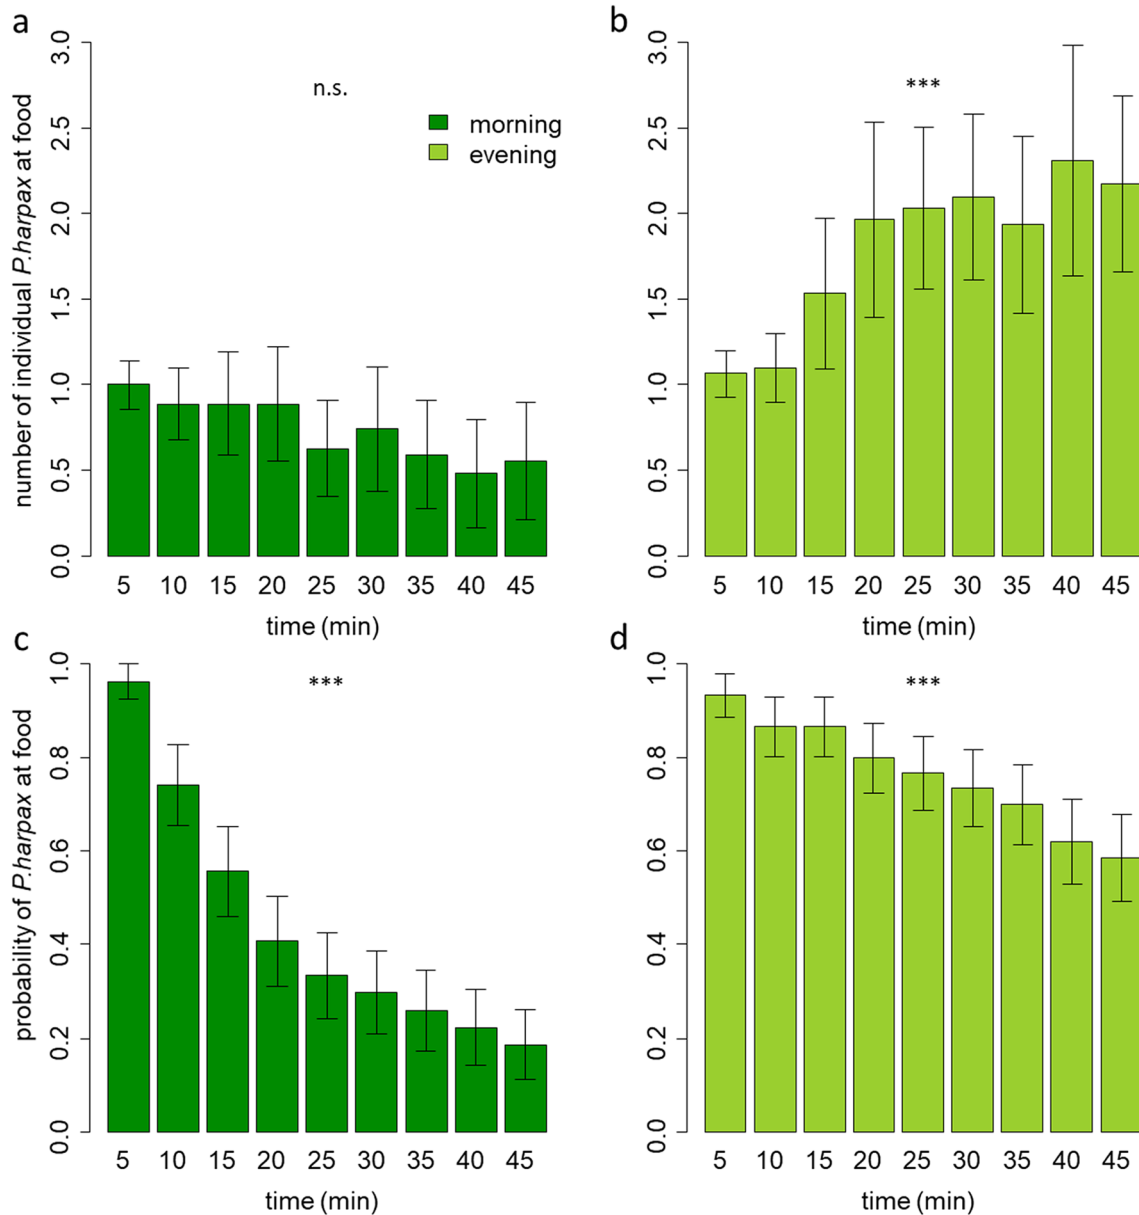 a
number of individual P.harpax at food
3.0
2.5
2.0
1.5
1.0
0.5
0.0
n.s.
morning
evening
5 10 15 20 25 30 35 40 45
time (min)
b
3.0
2.5
2.0
1.5
1.0
0.5
0.0
***
5 10 15 20 25 30 35 40 45
time (min)
c
probability of P.harpax at food
1.0
0.8
0.6
0.4
0.2
0.0
***
5 10 15 20 25 30 35 40 45
time (min)
d
1.0
0.8
0.6
0.4
0.2
0.0
***
5 10 15 20 25 30 35 40 45
time (min)